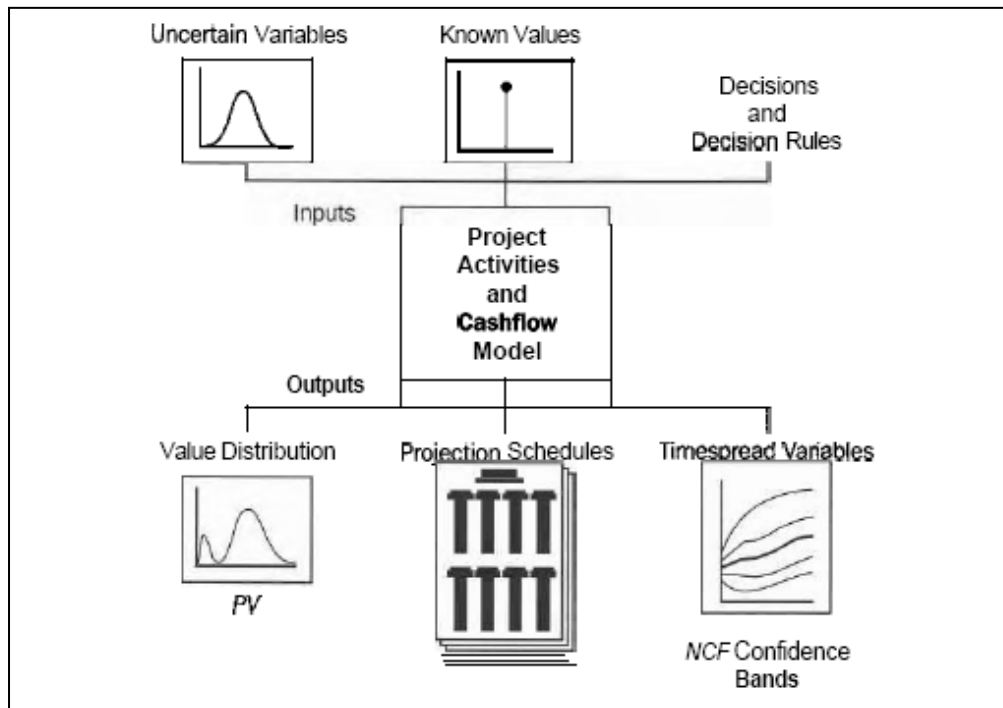 Uncertain Variables
Known Values
Decisions
and
Decision Rules
Inputs
Project
Activities
and
Cashflow
Model
Outputs
Value Distribution
Projection Schedules
Timespread Variables
PV
NCF Confidence
Bands